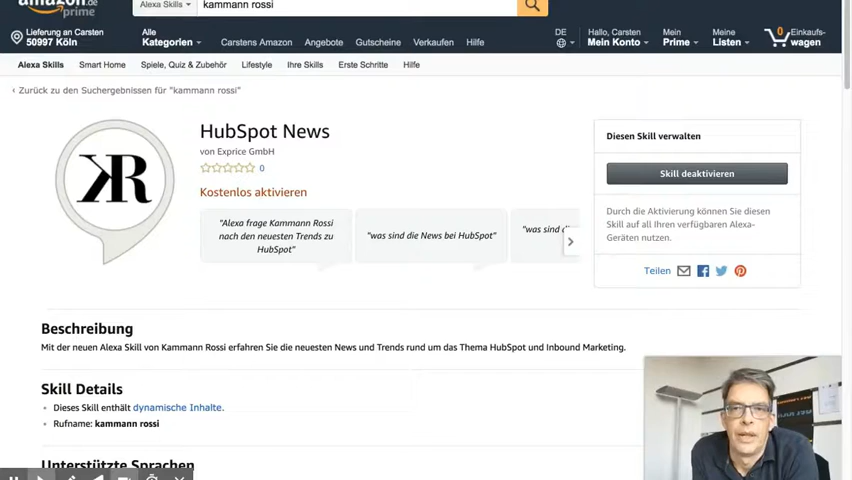 amazon.de
prime
Alexa Skills
kammann rossi
Lieferung an Carsten
50997 Köln
Alle
Kategorien
Carstens Amazon
Angebote
Gutscheine
Verkaufen
Hilfe
DE
Hallo, Carsten
Mein Konto
Mein
Prime
Meine
Listen
0
Einkaufs-
wagen
Alexa Skills
Smart Home
Spiele, Quiz & Zubehör
Lifestyle
Ihre Skills
Erste Schritte
Hilfe
‹ Zurück zu den Suchergebnissen für "kammann rossi"
KR
HubSpot News
von Exprice GmbH
0
Kostenlos aktivieren
"Alexa frage Kammann Rossi
nach den neuesten Trends zu
HubSpot"
"was sind die News bei HubSpot"
"was sind
Diesen Skill verwalten
Skill deaktivieren
Durch die Aktivierung können Sie diesen
Skill auf all Ihren verfügbaren Alexa-
Geräten nutzen.
Teilen
Beschreibung
Mit der neuen Alexa Skill von Kammann Rossi erfahren Sie die neuesten News und Trends rund um das Thema HubSpot und Inbound Marketing.
Skill Details
• Dieses Skill enthält dynamische Inhalte.
• Rufname: kammann rossi
Unterstützte Sprachen